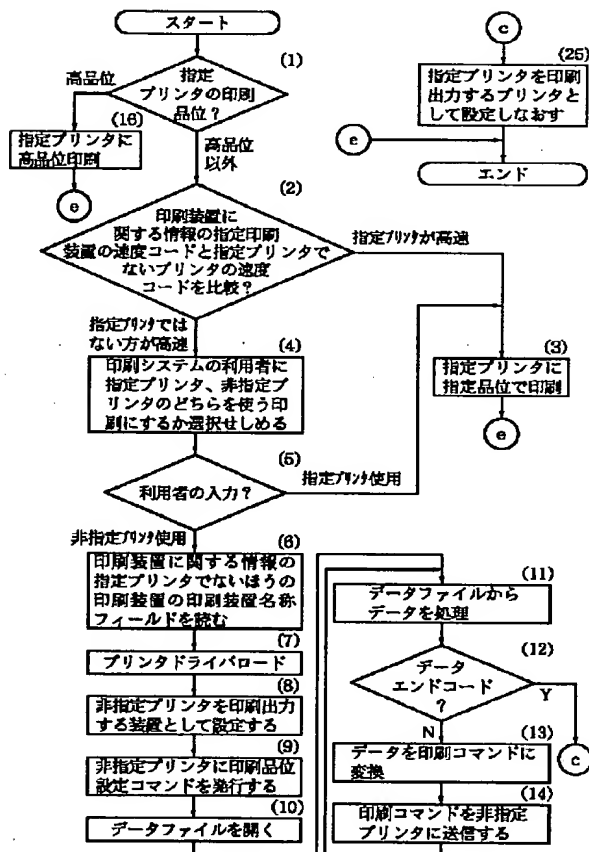 スタート
(1)
指定
プリンタの印刷
品位?
高品位
(16)
指定プリンタに
高品位印刷
e
高品位
以外
(2)
印刷装置に
関する情報の指定印刷
装置の速度コードと指定プリンタで
ないプリンタの速度
コードを比較?
指定プリンタが高速
指定プリンタでは
ない方が高速
(3)
指定プリンタに
指定品位で印刷
e
(4)
印刷システムの利用者に
指定プリンタ、非指定プ
リンタのどちらを使う印
刷にするか選択せしめる
(5)
利用者の入力?
指定プリンタ使用
非指定プリンタ使用
(6)
印刷装置に関する情報の
指定プリンタでないほうの
印刷装置の印刷装置名称
フィールドを読む
(7)
プリンタドライバロード
(8)
非指定プリンタを印刷出力
する装置として設定する
(9)
非指定プリンタに印刷品位
設定コマンドを発行する
(10)
データファイルを開く
(11)
データファイルから
データを処理
(12)
データ
エンドコード
?
Y
c
N
(13)
データを印刷コマンドに
変換
(14)
印刷コマンドを非指定
プリンタに送信する
c
(25)
指定プリンタを印刷
出力するプリンタと
して設定しなおす
e
エンド